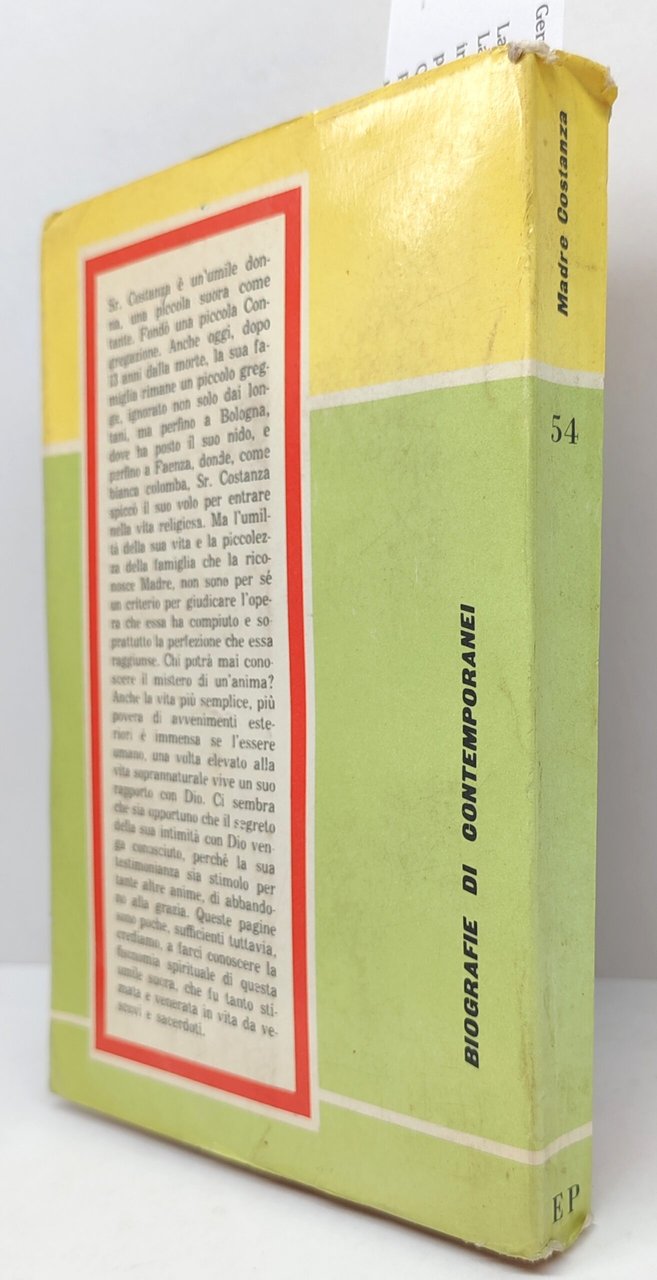 Sr. Costanza è un'umile don-
na, una piccola suora come
tante. Fondò una piccola Con-
gregazione. Anche oggi, dopo
13 anni dalla morte, la sua fa-
miglia rimane un piccolo greg-
ge, ignorato non solo dai lon-
tani, ma perfino a Bologna,
dove ha posto il suo nido, e
perfino a Faenza, donde, come
bianca colomba, Sr. Costanza
spiccò il suo volo per entrare
nella vita religiosa. Ma l'umil-
tà della sua vita e la piccolez-
za della famiglia che la rico-
nosce Madre, non sono per sé
un criterio per giudicare l'ope-
ra che essa ha compiuto e so-
prattutto la perfezione che essa
raggiunse. Chi potrà mai cono-
scere il mistero di un'anima?
Anche la vita più semplice, più
povera di avvenimenti este-
riori è immensa se l'essere
umano, una volta elevato alla
vita soprannaturale vive un suo
rapporto con Dio. Ci sembra
che sia opportuno che il segreto
della sua intimità con Dio ven-
ga conosciuto, perché la sua
testimonianza sia stimolo per
tante altre anime, di abbando-
no alla grazia. Queste pagine
sono poche, sufficienti tuttavia,
crediamo, a farci conoscere la
fisionomia spirituale di questa
umile suora, che fu tanto sti-
mata e venerata in vita da ve-
scovi e sacerdoti.
BIOGRAFIE DI CONTEMPORANEI
Madre Costanza
54
EP